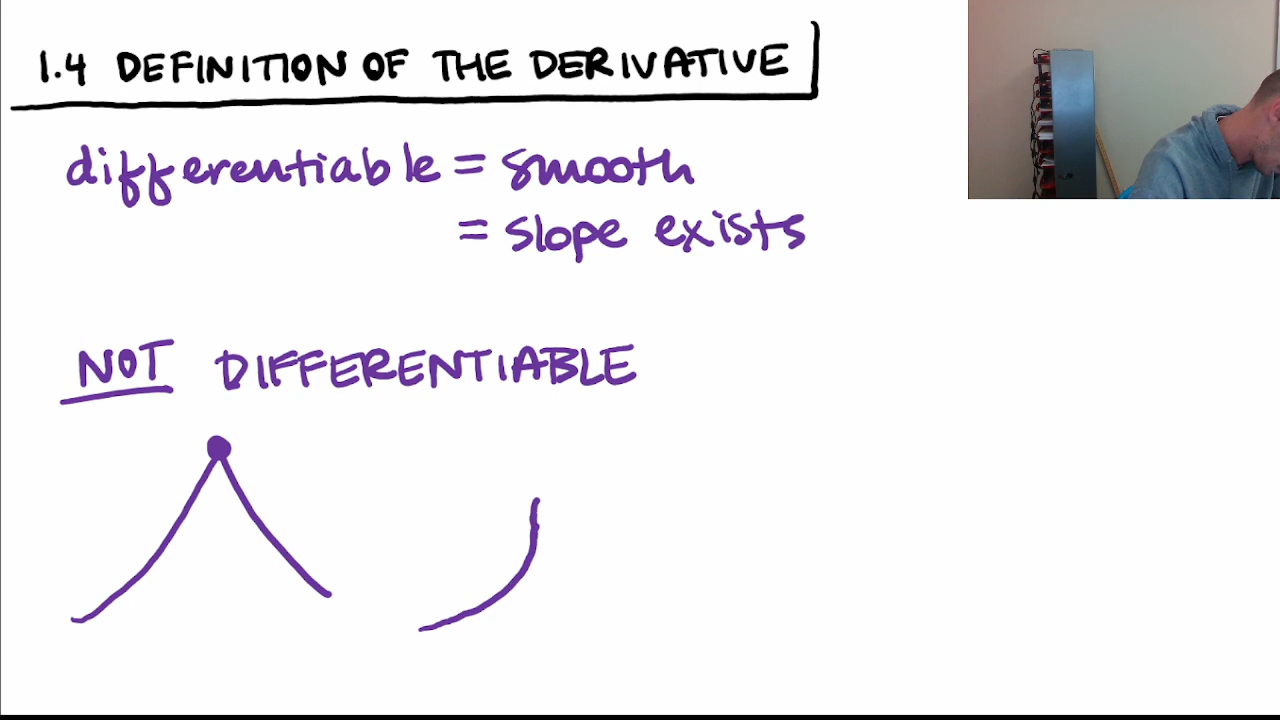 1.4 DEFINITION OF THE DERIVATIVE
differentiable = smooth
= slope exists
NOT DIFFERENTIABLE